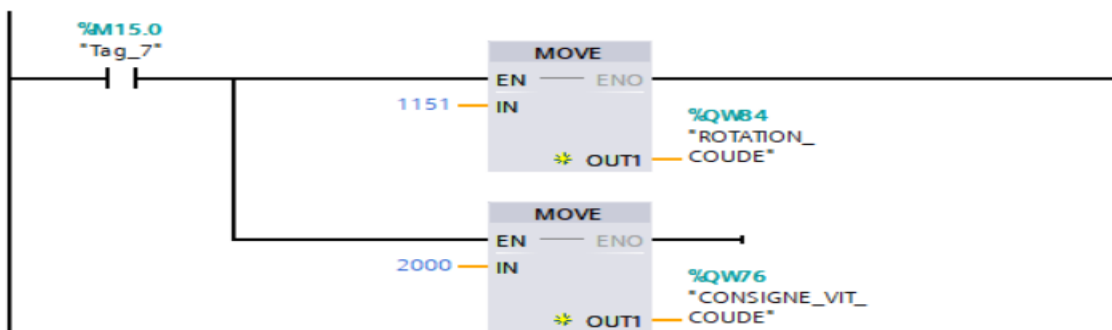 %M15.0
"Tag_7"
MOVE
EN ENO
1151 IN
%QW84
"ROTATION_
COUDE"
OUT1
MOVE
EN ENO
2000 IN
%QW76
"CONSIGNE_VIT_
COUDE"
OUT1